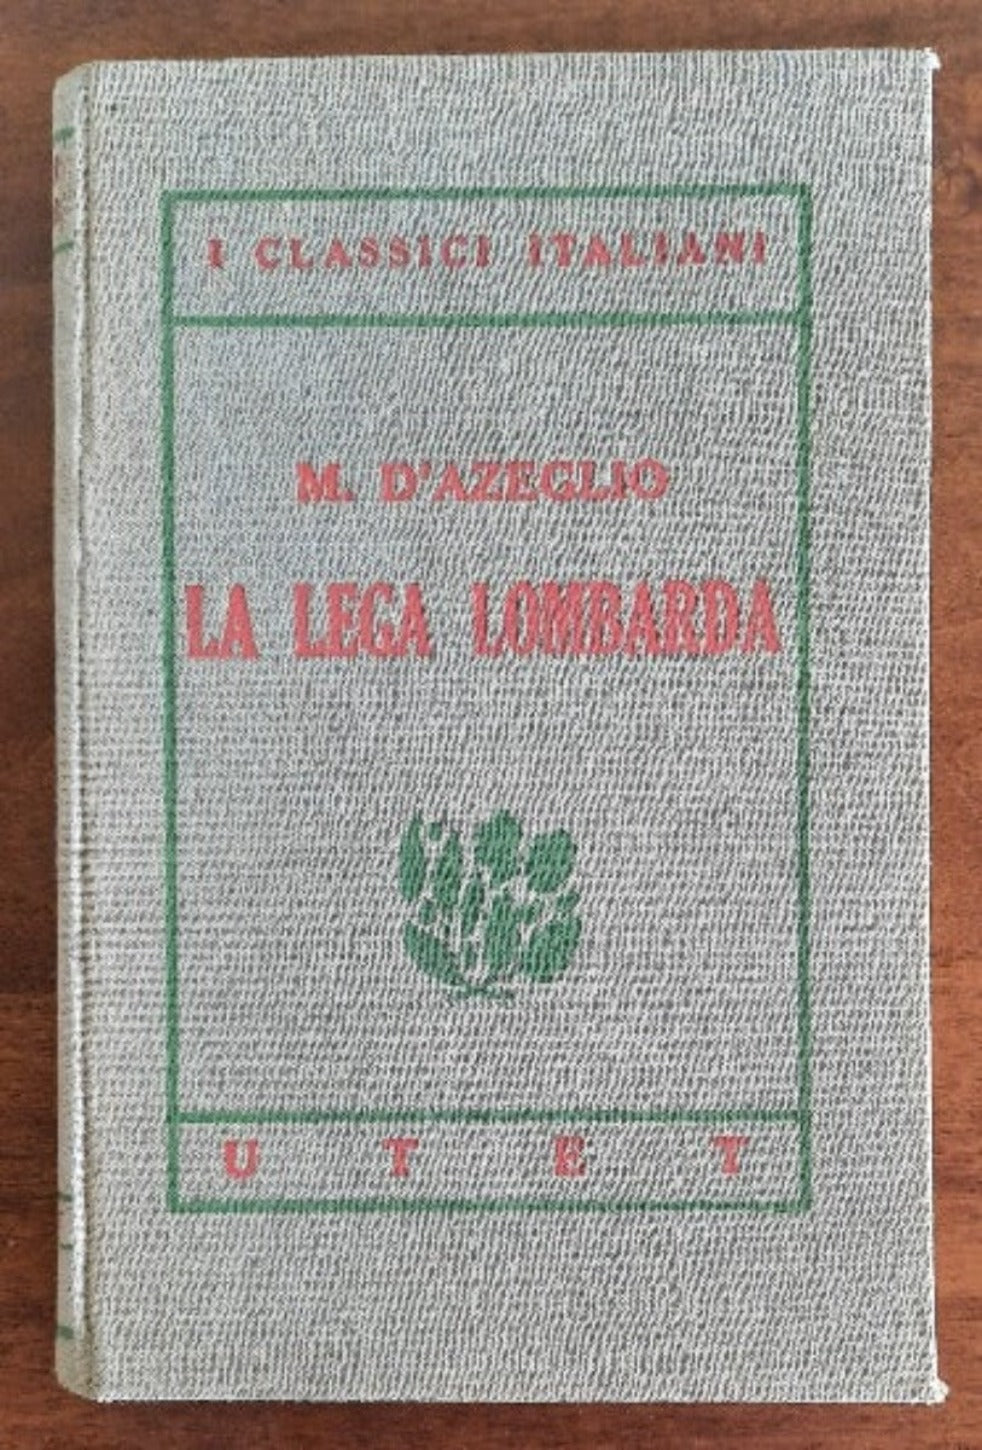 I CLASSICI ITALIANI
M. D'AZEGLIO
LA LEGA LOMBARDA
U T E T